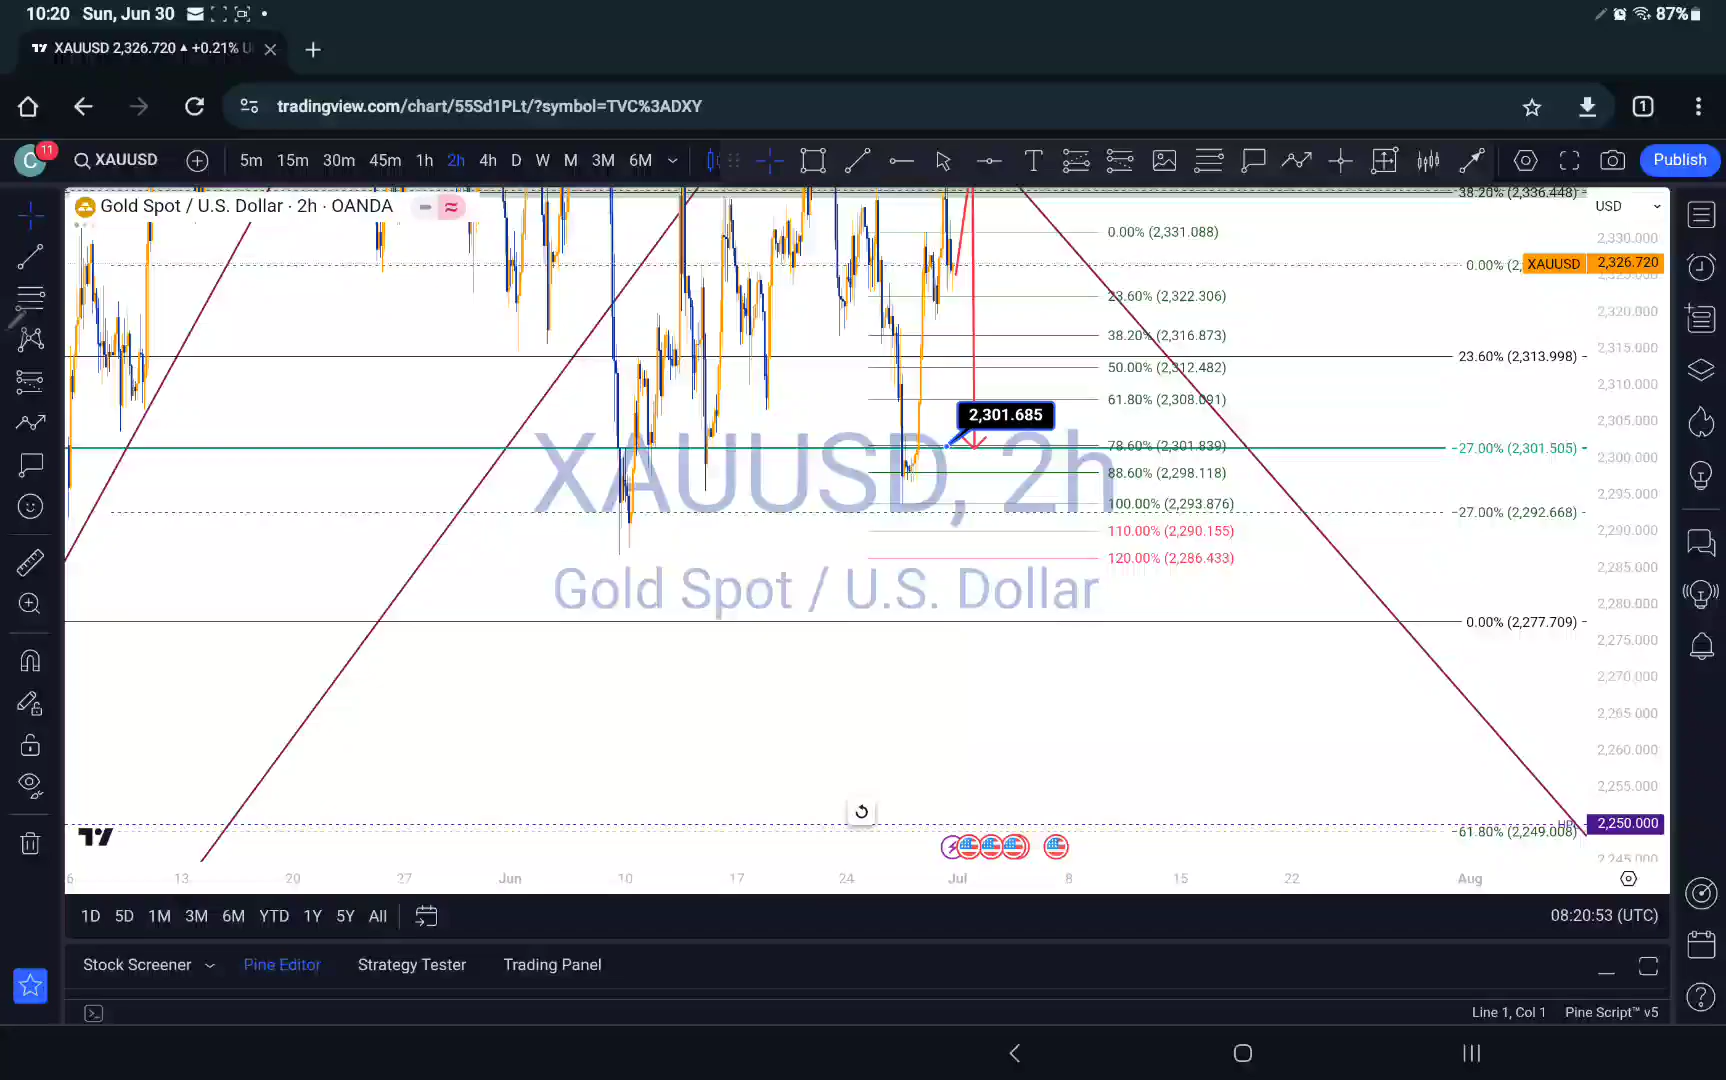 10:20 Sun, Jun 30
87%
XAUUSD 2,326.720 ▲ +0.21%
tradingview.com/chart/55Sd1PLt/?symbol=TVC%3ADXY
1
C 11 XAUUSD 5m 15m 30m 45m 1h 2h 4h D W M 3M 6M T Publish
Gold Spot / U.S. Dollar · 2h · OANDA
USD
38.20% (2,336.448)
2,330.000
0.00% (2,331.088)
0.00% (2, XAUUSD 2,326.720
23.60% (2,322.306)
2,320.000
38.20% (2,316.873)
2,315.000
23.60% (2,313.998)
50.00% (2,312.482)
2,310.000
61.80% (2,308.091)
2,301.685
2,305.000
78.60% (2,301.839)
-27.00% (2,301.505)
2,300.000
88.60% (2,298.118)
2,295.000
100.00% (2,293.876)
-27.00% (2,292.668)
110.00% (2,290.155)
2,290.000
120.00% (2,286.433)
2,285.000
XAUUSD, 2h
Gold Spot / U.S. Dollar
2,280.000
0.00% (2,277.709)
2,275.000
2,270.000
2,265.000
2,260.000
2,255.000
2,250.000
-61.80% (2,249.008)
2,245.000
6 13 20 27 Jun 10 17 24 Jul 8 15 22 Aug
1D 5D 1M 3M 6M YTD 1Y 5Y All
08:20:53 (UTC)
Stock Screener Pine Editor Strategy Tester Trading Panel
Line 1, Col 1 Pine Script™ v5